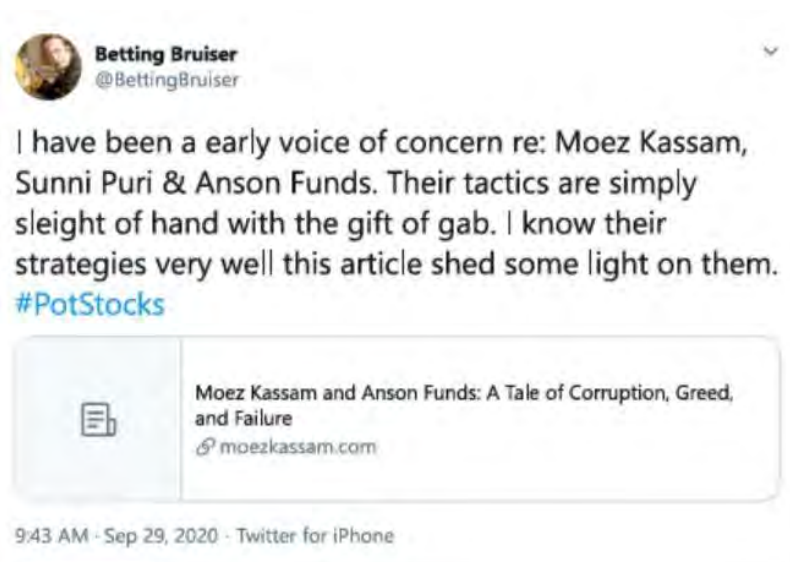 Betting Bruiser
@BettingBruiser
I have been a early voice of concern re: Moez Kassam,
Sunni Puri & Anson Funds. Their tactics are simply
sleight of hand with the gift of gab. I know their
strategies very well this article shed some light on them.
#PotStocks
Moez Kassam and Anson Funds: A Tale of Corruption, Greed,
and Failure
moezkassam.com
9:43 AM · Sep 29, 2020 · Twitter for iPhone